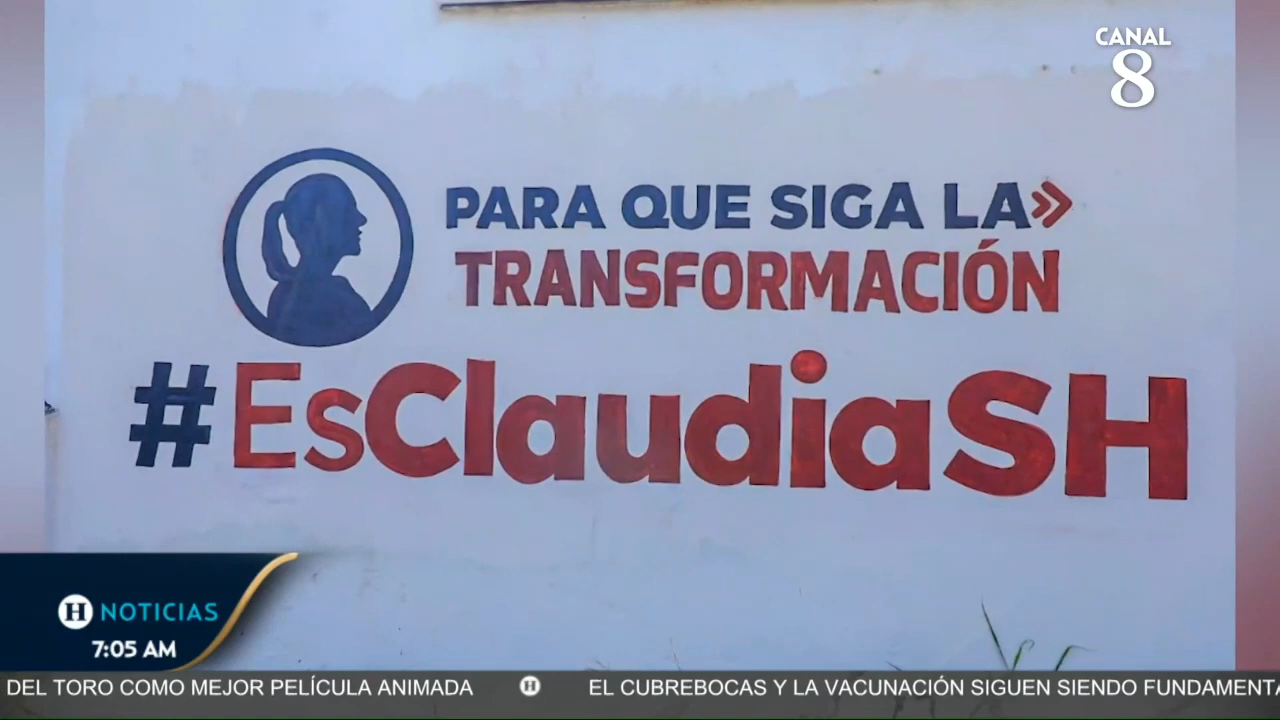 CANAL
8
PARA QUE SIGA LA»
TRANSFORMACIÓN
#EsClaudiaSH
H NOTICIAS
7:05 AM
DEL TORO COMO MEJOR PELÍCULA ANIMADA H EL CUBREBOCAS Y LA VACUNACIÓN SIGUEN SIENDO FUNDAMENTA